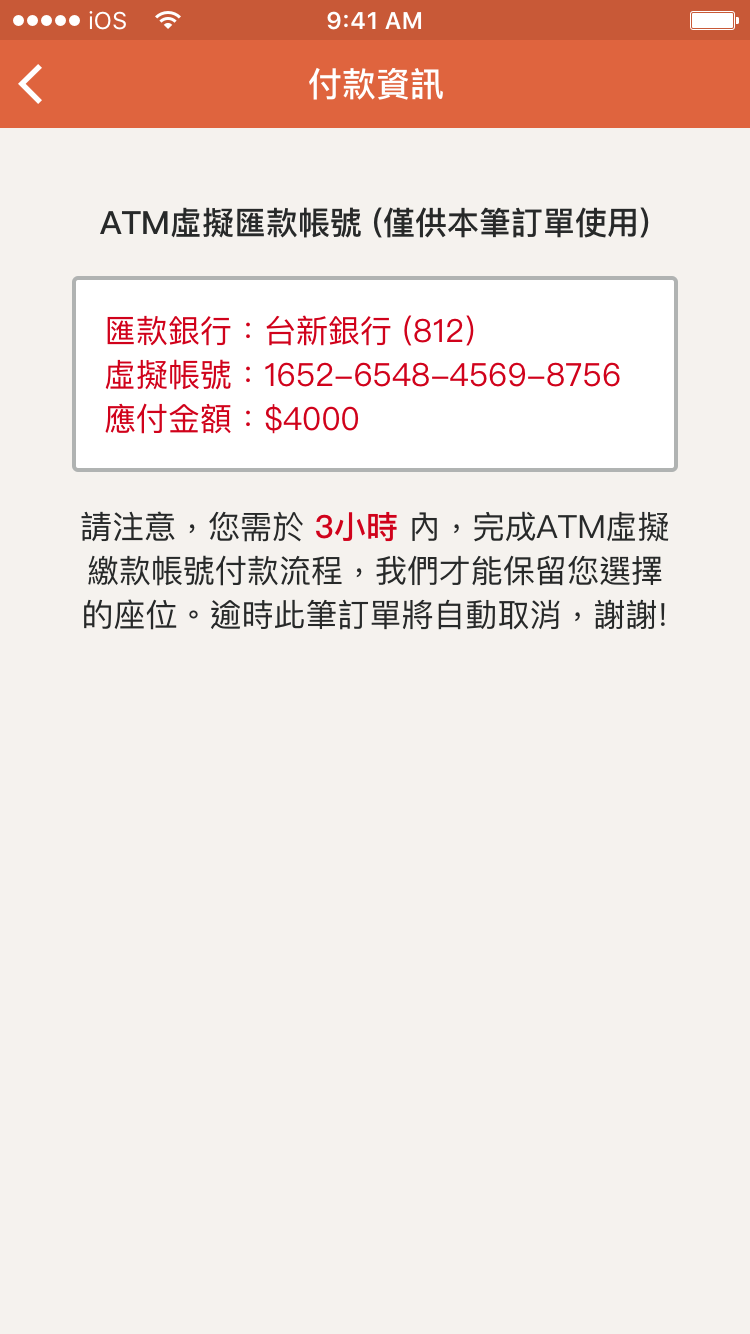 iOS 9:41 AM
付款資訊
ATM虛擬匯款帳號 (僅供本筆訂單使用)
匯款銀行：台新銀行 (812)
虛擬帳號：1652–6548–4569–8756
應付金額：$4000
請注意，您需於 3小時 內，完成ATM虛擬
繳款帳號付款流程，我們才能保留您選擇
的座位。逾時此筆訂單將自動取消，謝謝!